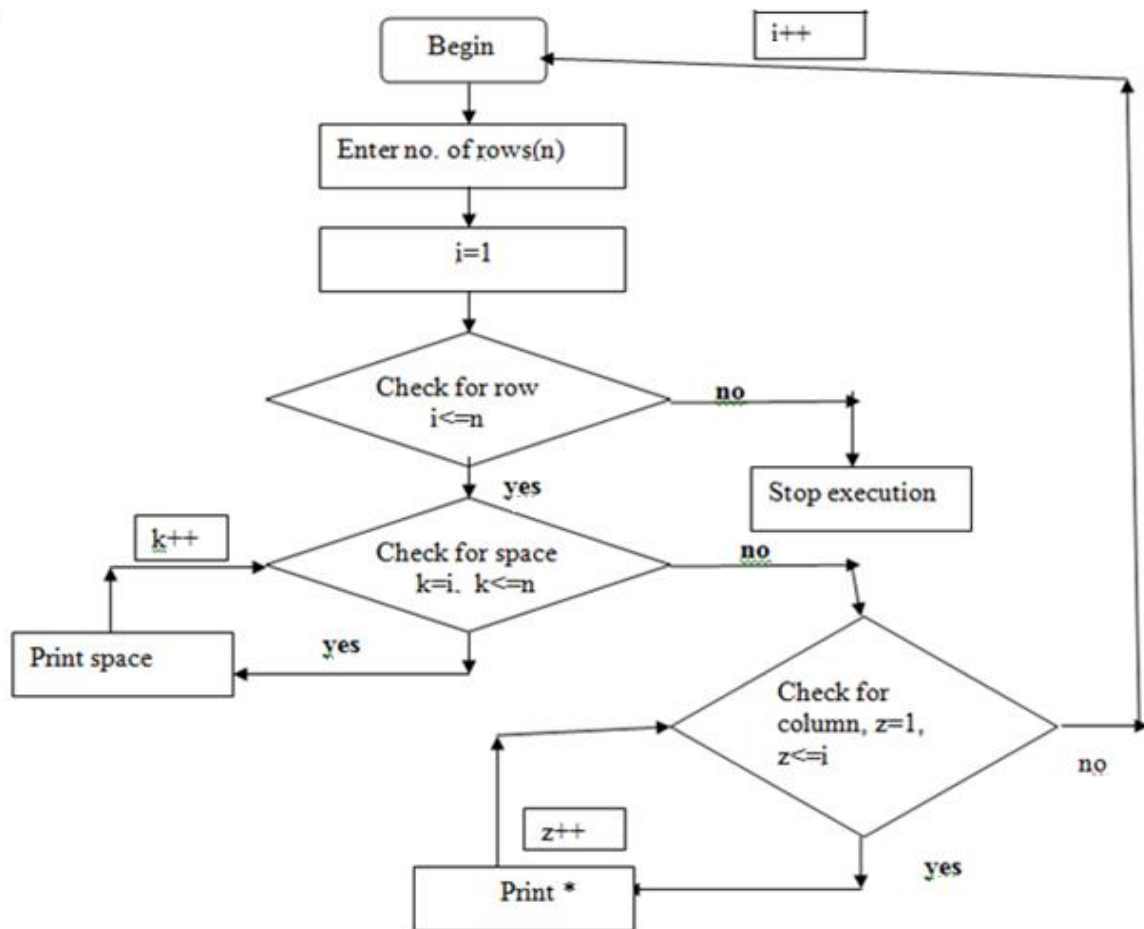 Begin
i++
Enter no. of rows(n)
i=1
Check for row
i<=n
no
Stop execution
yes
k++
Check for space
k=i, k<=n
no
Print space
yes
Check for
column, z=1,
z<=i
no
z++
yes
Print *